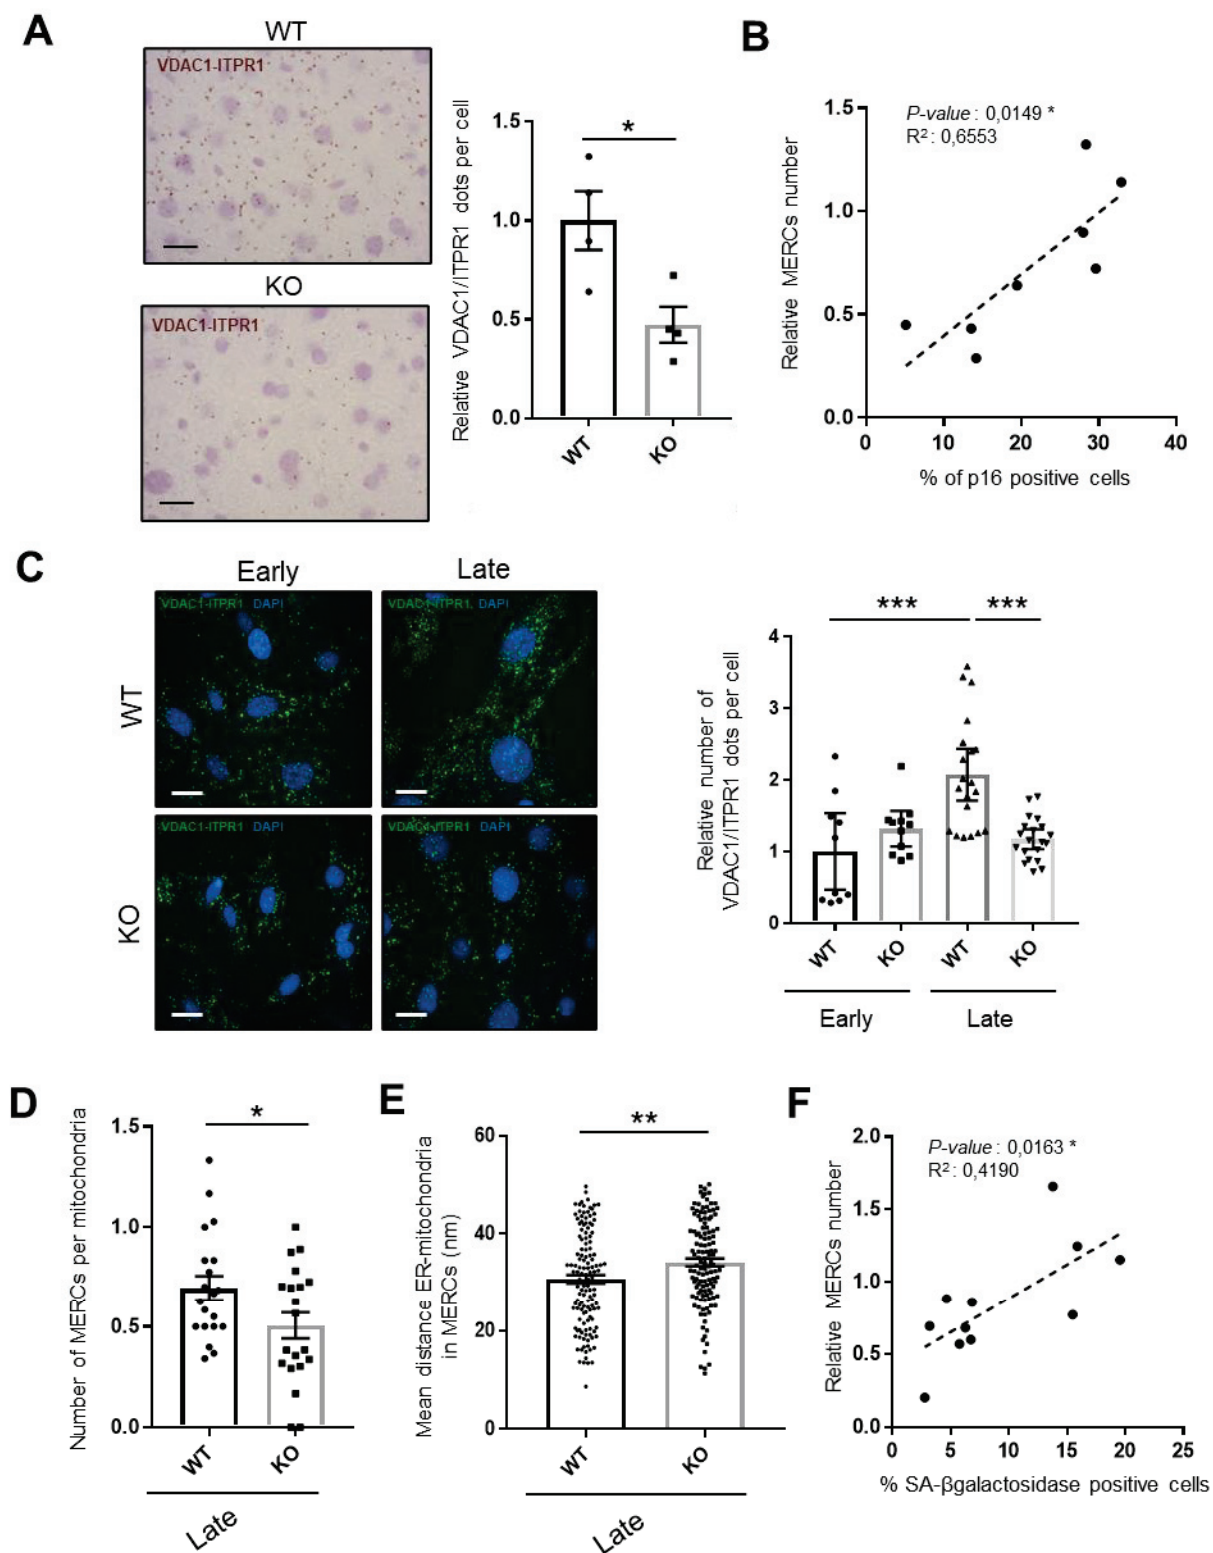 A
WT
VDAC1-ITPR1
KO
VDAC1-ITPR1
Relative VDAC1/ITPR1 dots per cell
1.5
1.0
0.5
0.0
*
WT
KO
B
P-value : 0,0149 *
R² : 0,6553
Relative MERCs number
1.5
1.0
0.5
0.0
0
10
20
30
40
% of p16 positive cells
C
Early
Late
WT
KO
VDAC1-ITPR1 DAPI
VDAC1-ITPR1 DAPI
VDAC1-ITPR1 DAPI
VDAC1-ITPR1 DAPI
Relative number of
VDAC1/ITPR1 dots per cell
4
3
2
1
0
***
***
WT
KO
WT
KO
Early
Late
D
Number of MERCs per mitochondria
1.5
1.0
0.5
0.0
*
WT
KO
Late
E
Mean distance ER-mitochondria
in MERCs (nm)
60
40
20
0
**
WT
KO
Late
F
P-value : 0,0163 *
R² : 0,4190
Relative MERCs number
2.0
1.5
1.0
0.5
0.0
0
5
10
15
20
25
% SA-βgalactosidase positive cells